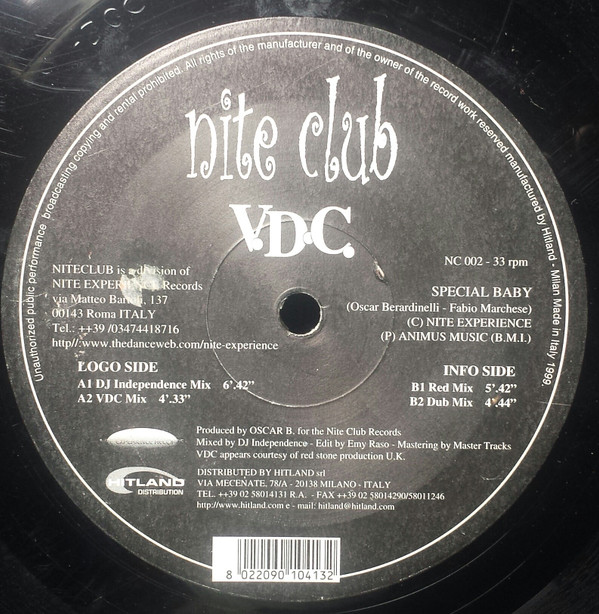 Unauthorized public performance broadcasting copying and rental prohibited. All rights of the manufacturer and of the owner of the record work reserved manufactured by Hitland - Milan Made in Italy 1999.
nite club
V.D.C.
NITECLUB is a division of
NITE EXPERIENCE Records
via Matteo Bartoli, 137
00143 Roma ITALY
Tel.: ++39 /03474418716
http//:www.thedanceweb.com/nite-experience
NC 002 - 33 rpm
SPECIAL BABY
(Oscar Berardinelli - Fabio Marchese)
(C) NITE EXPERIENCE
(P) ANIMUS MUSIC (B.M.I.)
LOGO SIDE
A1 DJ Independence Mix 6’.42”
A2 VDC Mix 4’.33”
INFO SIDE
B1 Red Mix 5’.42”
B2 Dub Mix 4’.44”
Produced by OSCAR B. for the Nite Club Records
Mixed by DJ Independence - Edit by Emy Raso - Mastering by Master Tracks
VDC appears courtesy of red stone production U.K.
HITLAND
DISTRIBUTION
DISTRIBUTED BY HITLAND srl
VIA MECENATE, 78/A - 20138 MILANO - ITALY
TEL. ++39 02 58014131 R.A. - FAX ++39 02 58014290/58011246
http://www.hitland.com e - mail: hitland@hitland.com
8 022090 104132